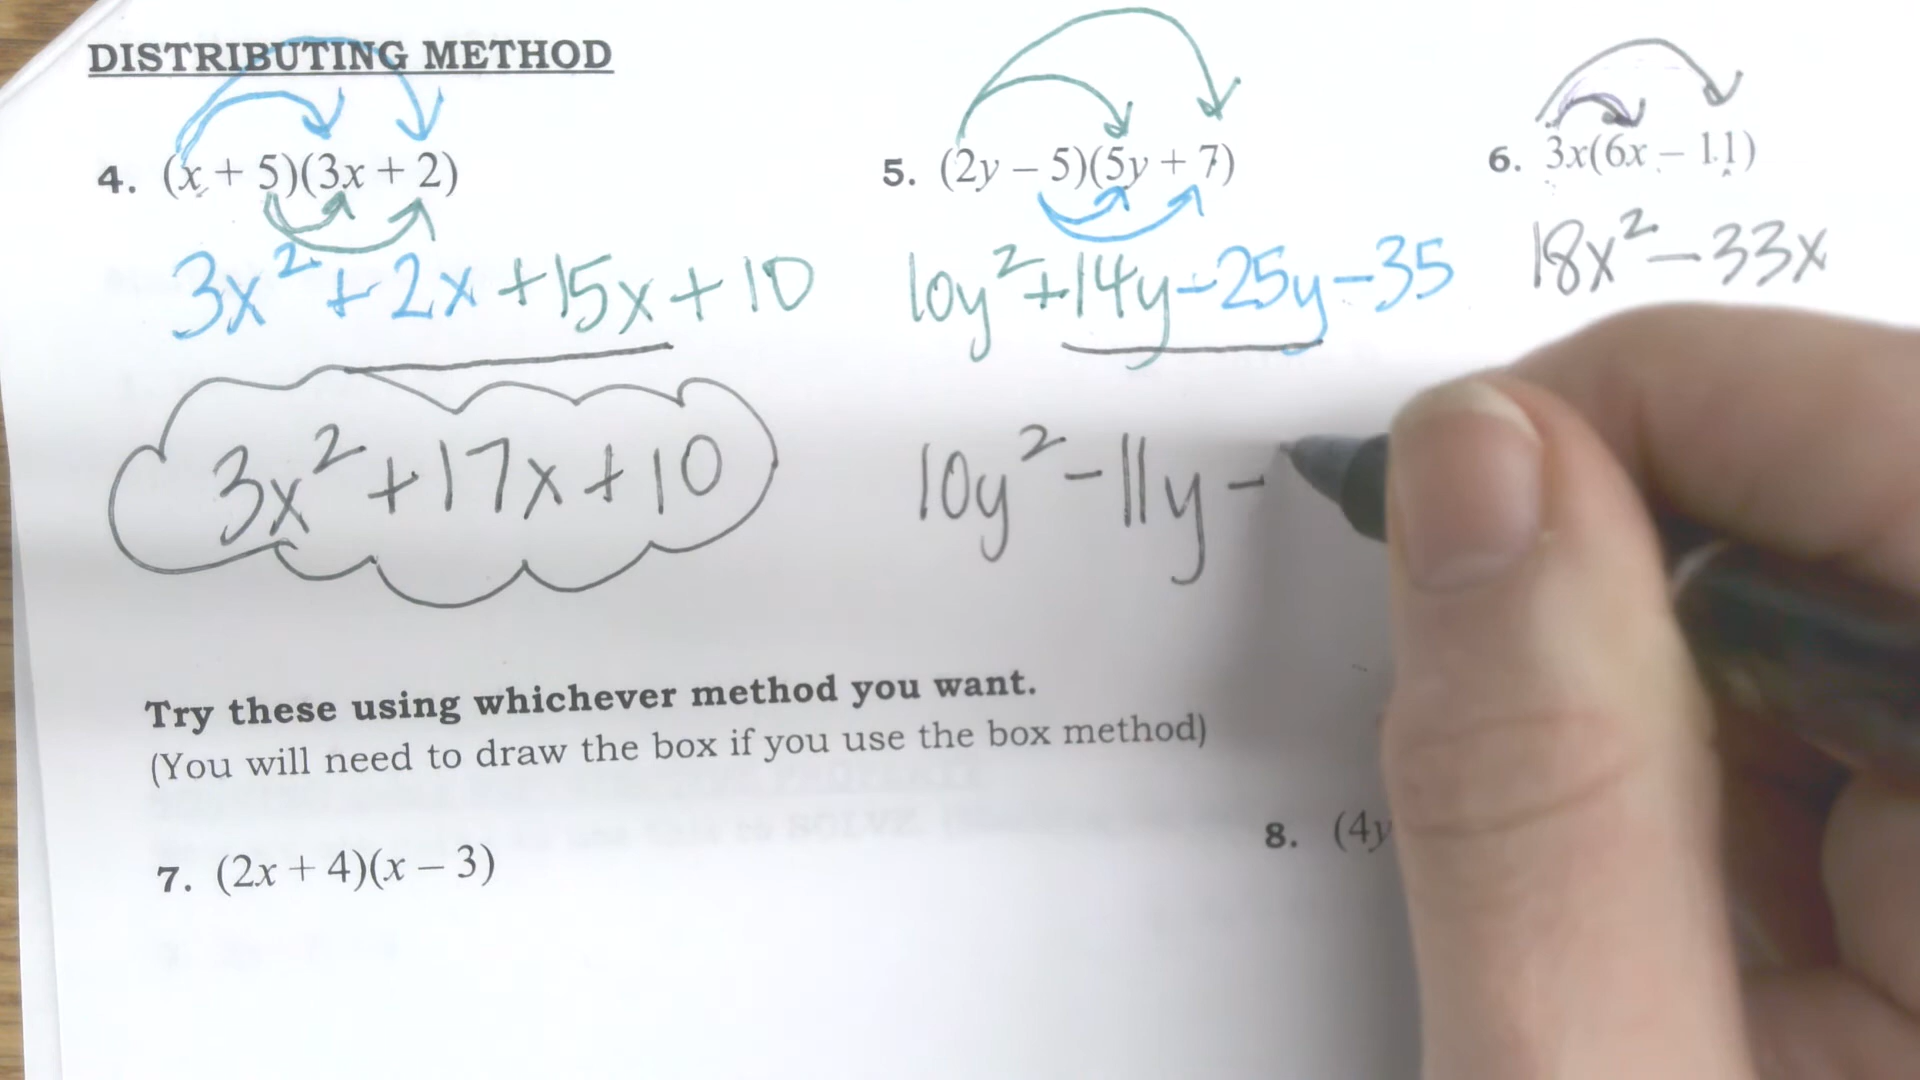 DISTRIBUTING METHOD
4. (x + 5)(3x + 2)
3x² + 2x + 15x + 10
3x² + 17x + 10
5. (2y – 5)(5y + 7)
10y² + 14y – 25y – 35
10y² – 11y –
6. 3x(6x – 11)
18x² – 33x
Try these using whichever method you want.
(You will need to draw the box if you use the box method)
7. (2x + 4)(x – 3)
8. (4y